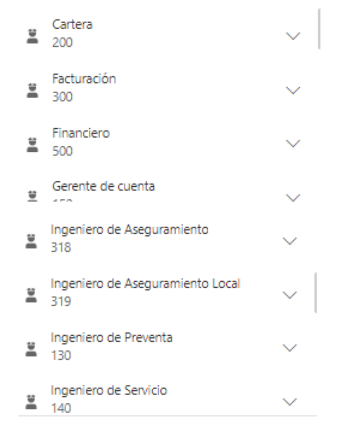 Cartera
200
Facturación
300
Financiero
500
Gerente de cuenta
Ingeniero de Aseguramiento
318
Ingeniero de Aseguramiento Local
319
Ingeniero de Preventa
130
Ingeniero de Servicio
140